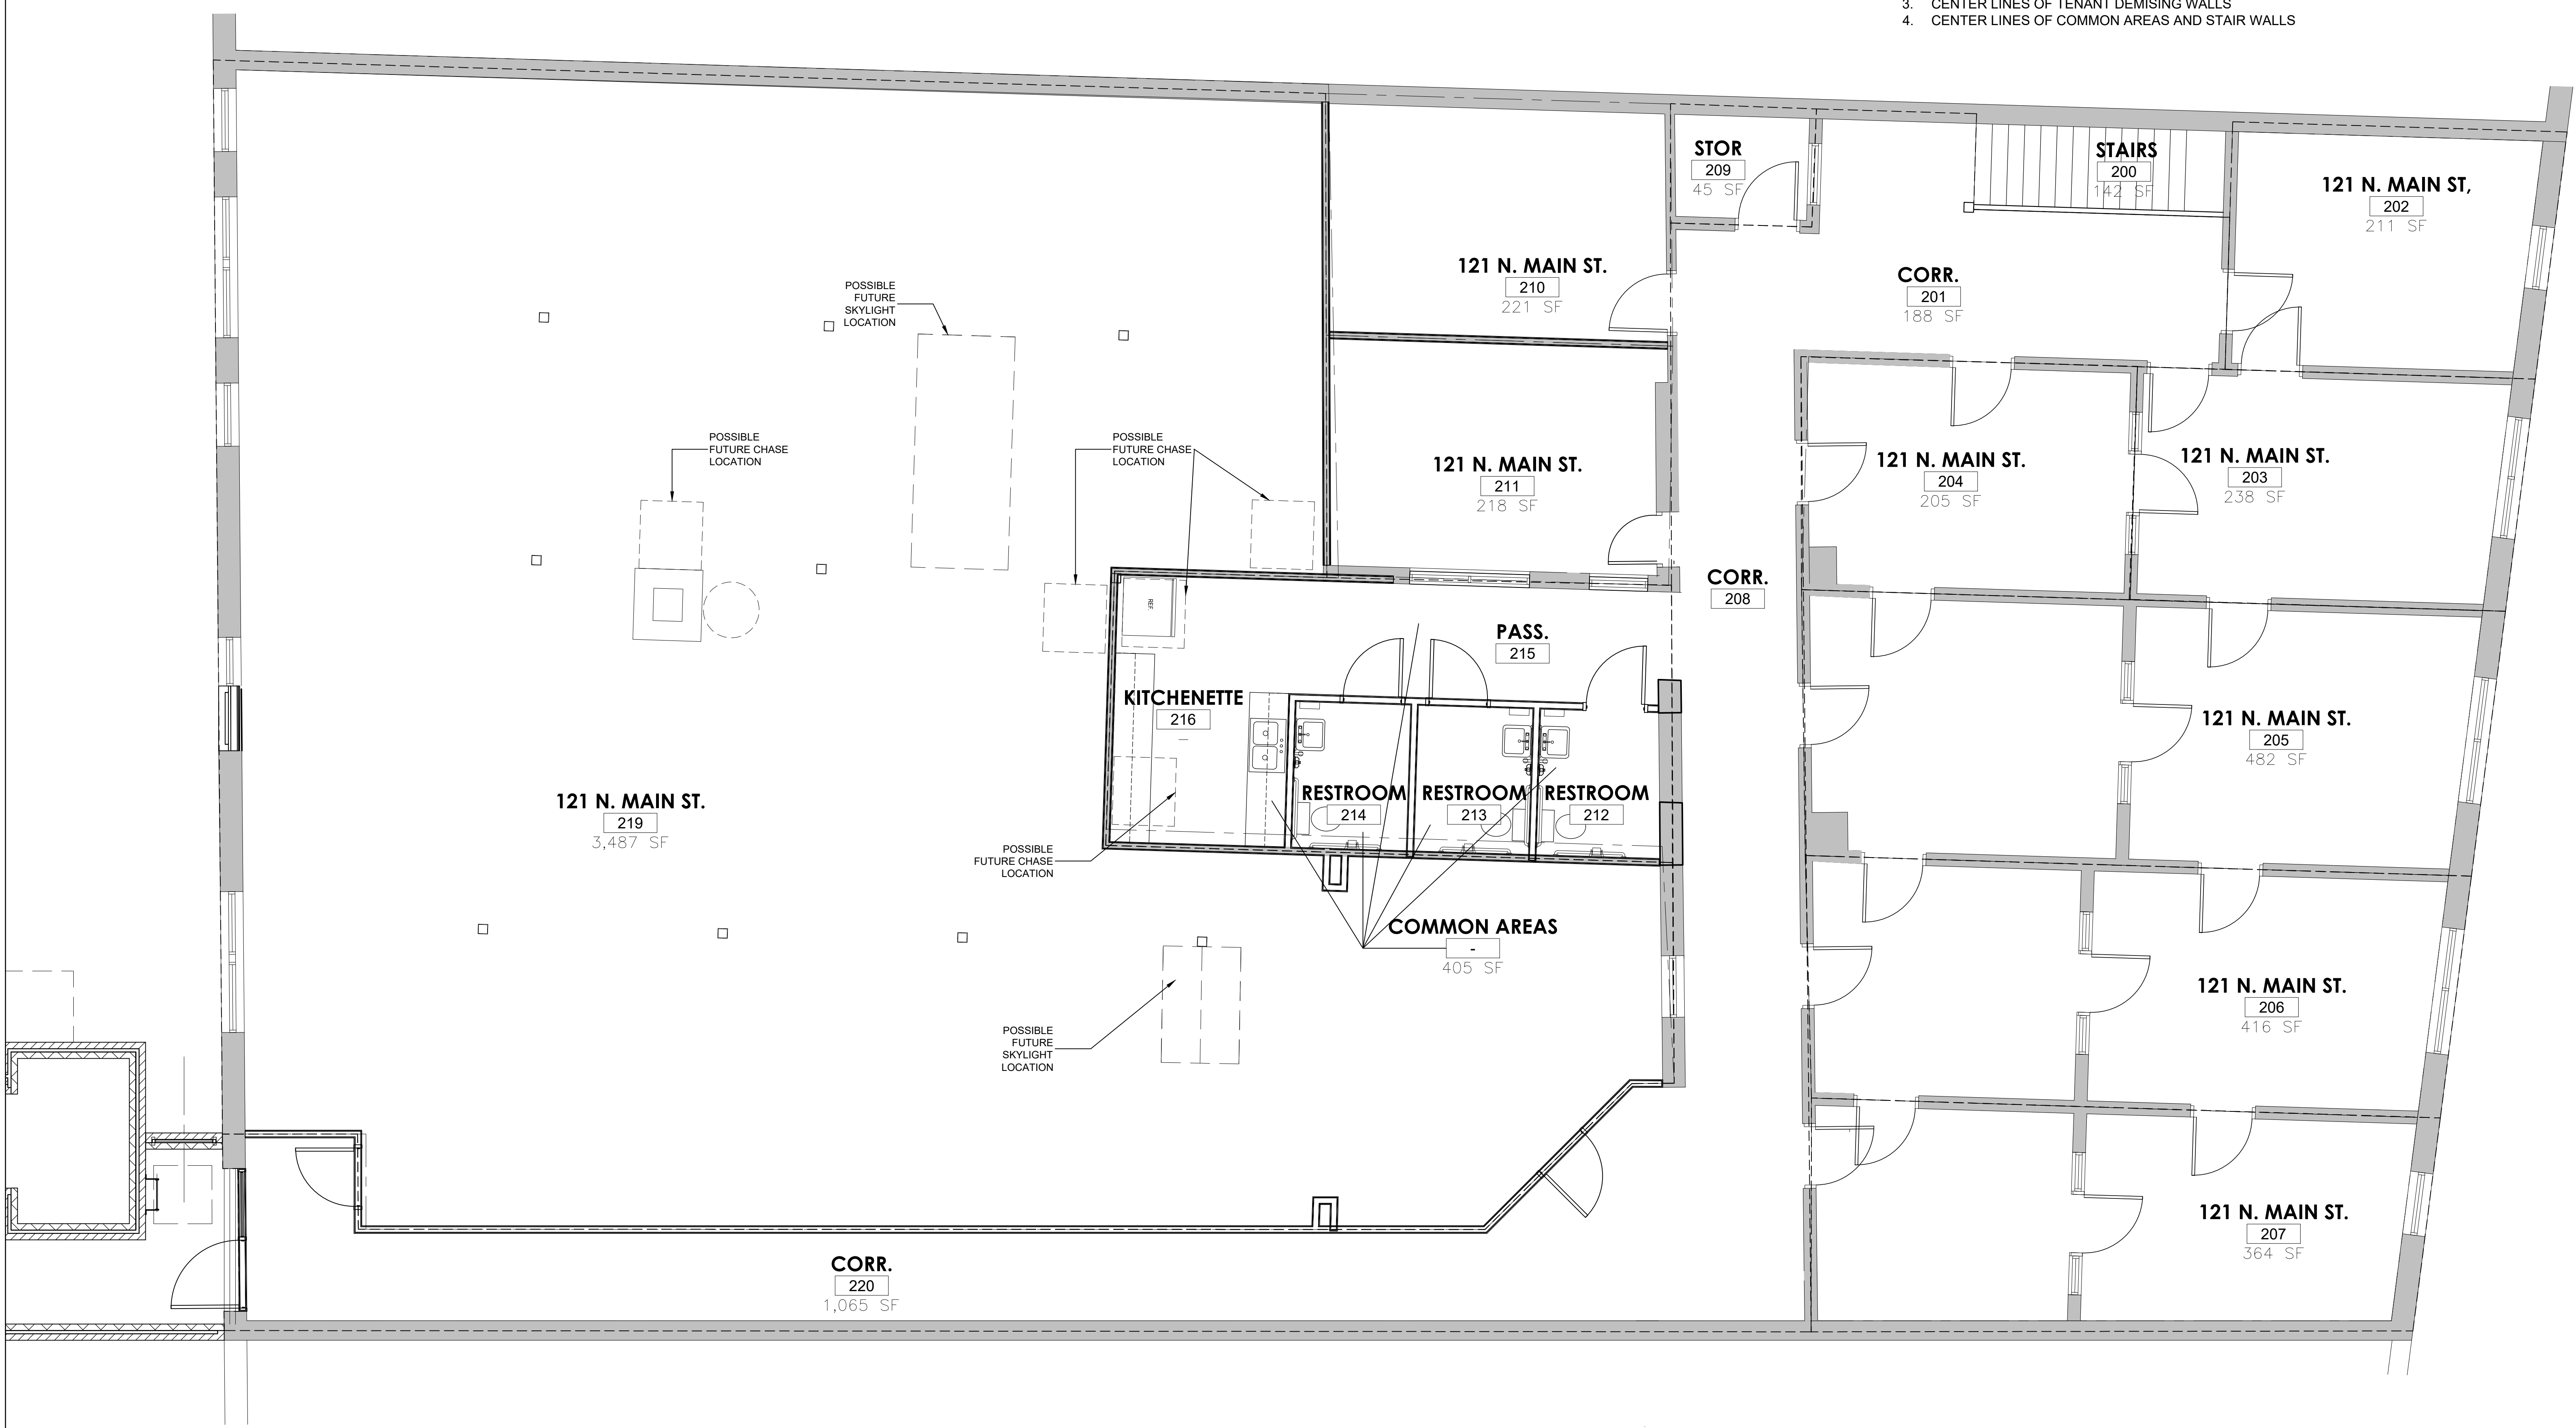 3. CENTER LINES OF TENANT DEMISING WALLS
4. CENTER LINES OF COMMON AREAS AND STAIR WALLS
STOR
209
45 SF
STAIRS
200
142 SF
121 N. MAIN ST,
202
211 SF
121 N. MAIN ST.
210
221 SF
CORR.
201
188 SF
POSSIBLE
FUTURE
SKYLIGHT
LOCATION
POSSIBLE
FUTURE CHASE
LOCATION
POSSIBLE
FUTURE CHASE
LOCATION
121 N. MAIN ST.
211
218 SF
121 N. MAIN ST.
204
205 SF
121 N. MAIN ST.
203
238 SF
CORR.
208
REF.
PASS.
215
KITCHENETTE
216
121 N. MAIN ST.
205
482 SF
121 N. MAIN ST.
219
3,487 SF
RESTROOM
214
RESTROOM
213
RESTROOM
212
POSSIBLE
FUTURE CHASE
LOCATION
COMMON AREAS
-
405 SF
121 N. MAIN ST.
206
416 SF
POSSIBLE
FUTURE
SKYLIGHT
LOCATION
121 N. MAIN ST.
207
364 SF
CORR.
220
1,065 SF